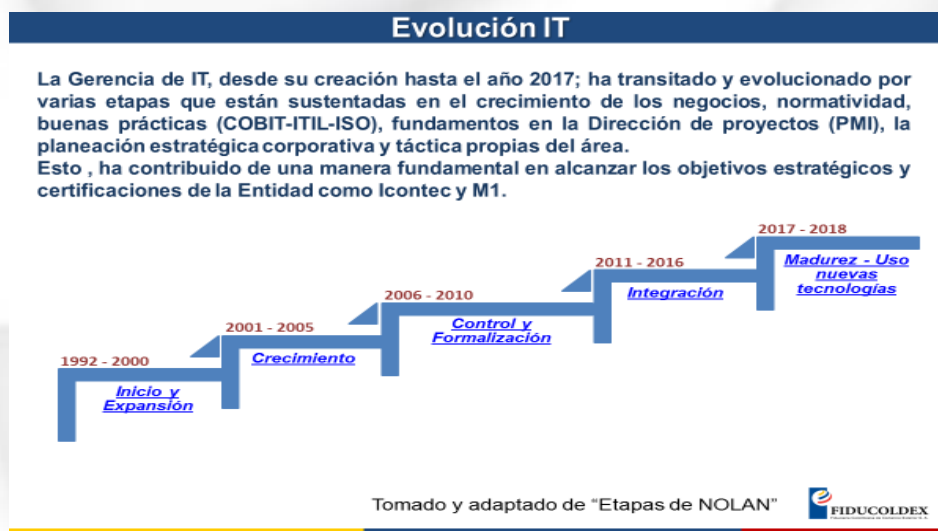 Evolución IT
La Gerencia de IT, desde su creación hasta el año 2017; ha transitado y evolucionado por
varias etapas que están sustentadas en el crecimiento de los negocios, normatividad,
buenas prácticas (COBIT-ITIL-ISO), fundamentos en la Dirección de proyectos (PMI), la
planeación estratégica corporativa y táctica propias del área.
Esto , ha contribuido de una manera fundamental en alcanzar los objetivos estratégicos y
certificaciones de la Entidad como Icontec y M1.
2017 - 2018
Madurez - Uso
nuevas
tecnologías
2011 - 2016
Integración
2006 - 2010
Control y
Formalización
2001 - 2005
Crecimiento
1992 - 2000
Inicio y
Expansión
Tomado y adaptado de “Etapas de NOLAN”
FIDUCOLDEX